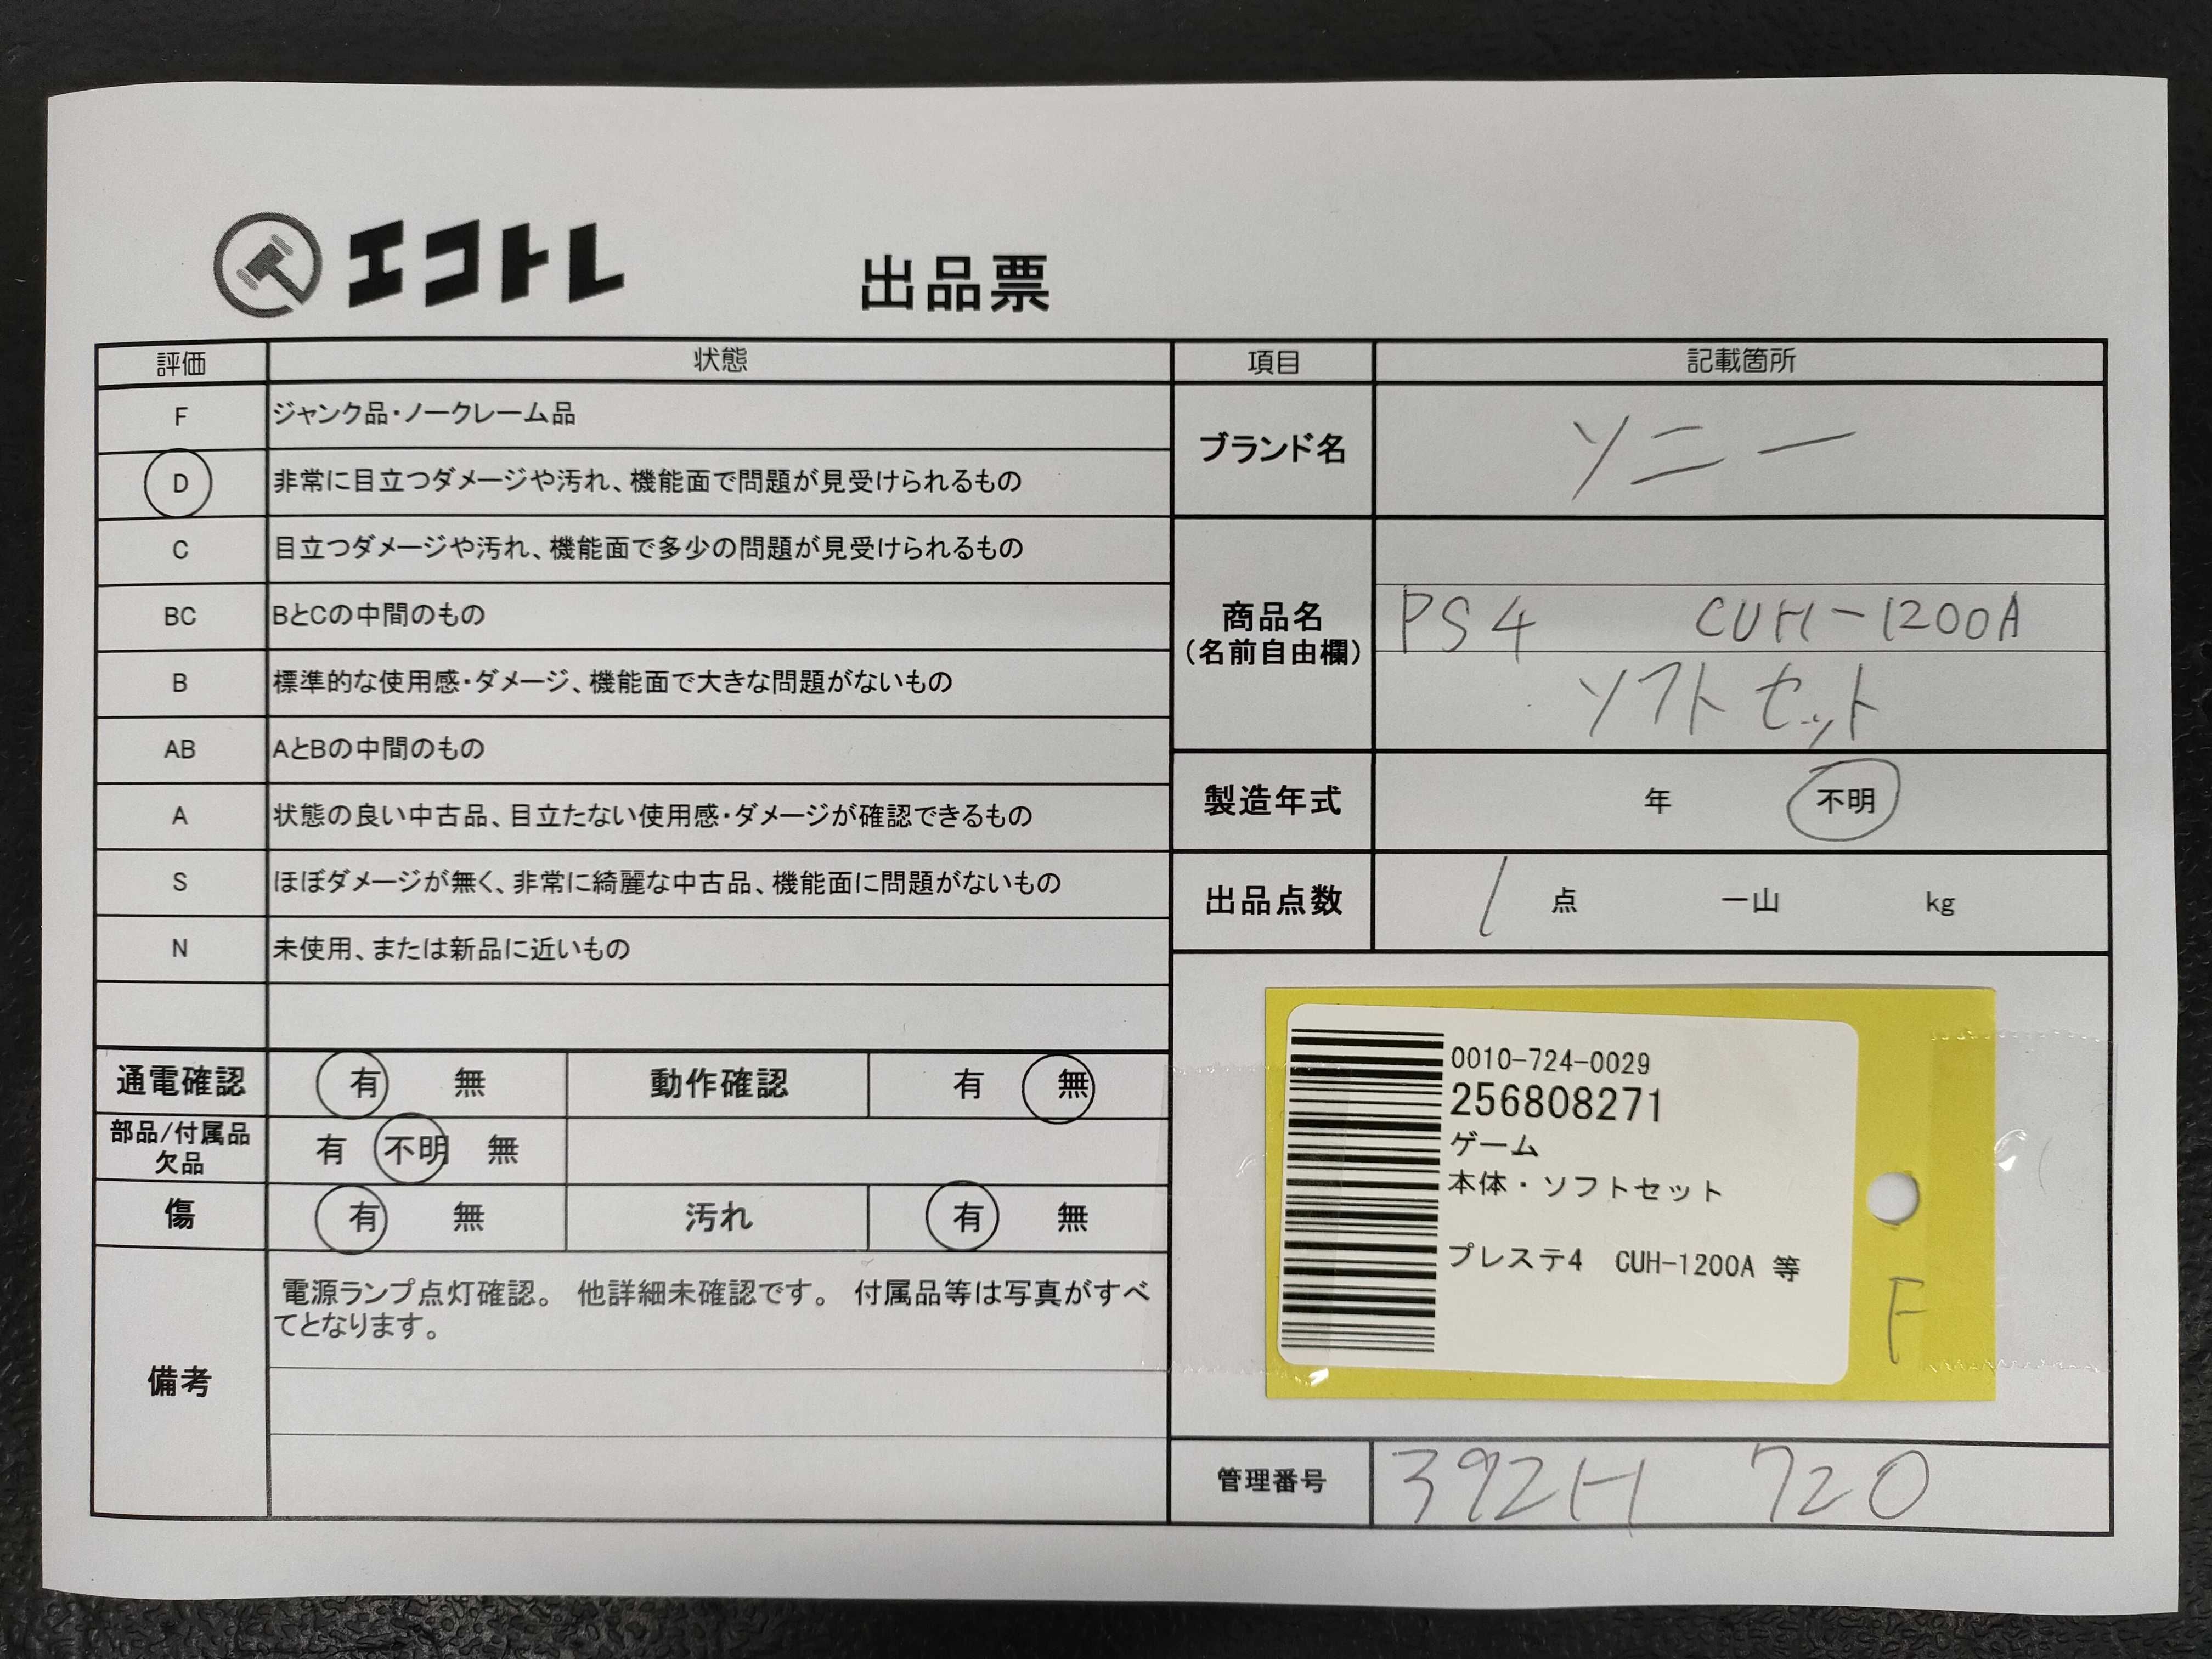 エコトレ
出品票
評価 状態
F ジャンク品・ノークレーム品
D 非常に目立つダメージや汚れ、機能面で問題が見受けられるもの
C 目立つダメージや汚れ、機能面で多少の問題が見受けられるもの
BC BとCの中間のもの
B 標準的な使用感・ダメージ、機能面で大きな問題がないもの
AB AとBの中間のもの
A 状態の良い中古品、目立たない使用感・ダメージが確認できるもの
S ほぼダメージが無く、非常に綺麗な中古品、機能面に問題がないもの
N 未使用、または新品に近いもの
通電確認 有 無 動作確認 有 無
部品/付属品
欠品 有 不明 無
傷 有 無 汚れ 有 無
備考
電源ランプ点灯確認。 他詳細未確認です。 付属品等は写真がすべ
てとなります。
項目 記載箇所
ブランド名 ソニー
商品名
(名前自由欄)
PS4 CUH-1200A
ソフトセット
製造年式 年 不明
出品点数 1 点 一山 kg
0010-724-0029
256808271
ゲーム
本体・ソフトセット
プレステ4 CUH-1200A 等
F
管理番号 392H 720